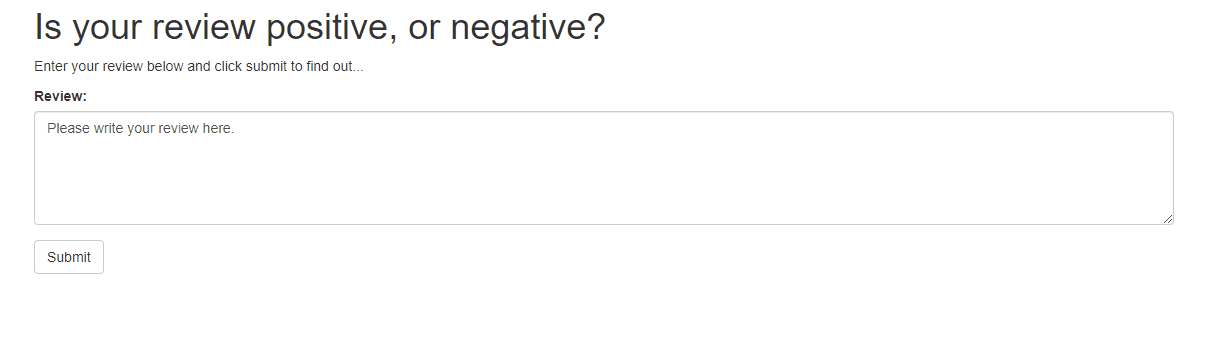 Is your review positive, or negative?
Enter your review below and click submit to find out...
Review:
Please write your review here.
Submit